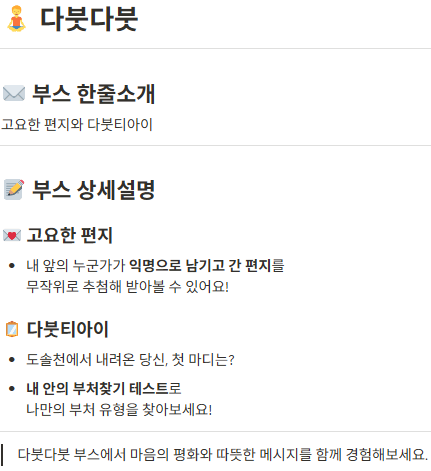 다붓다붓
부스 한줄소개
고요한 편지와 다붓티아이
부스 상세설명
고요한 편지
내 앞의 누군가가 익명으로 남기고 간 편지를
무작위로 추첨해 받아볼 수 있어요!
다붓티아이
도솔천에서 내려온 당신, 첫 마디는?
내 안의 부처찾기 테스트로
나만의 부처 유형을 찾아보세요!
다붓다붓 부스에서 마음의 평화와 따뜻한 메시지를 함께 경험해보세요.